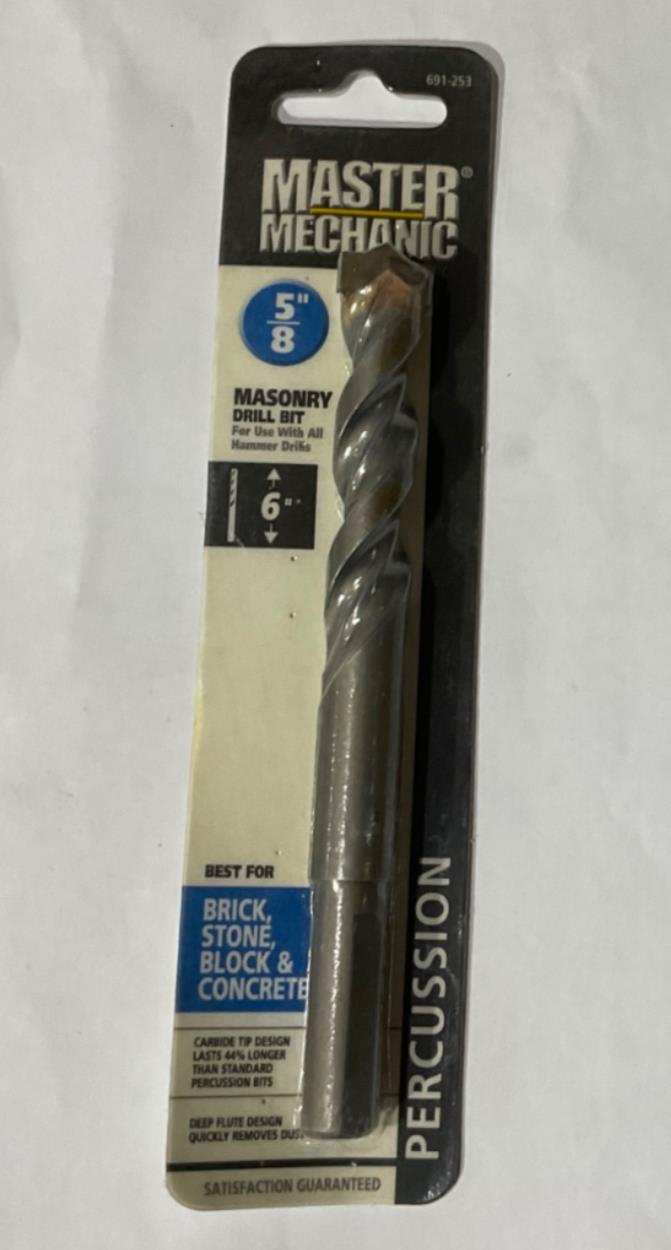 691-253
MASTER®
MECHANIC
5"
8
MASONRY
DRILL BIT
For Use With All
Hammer Drills
6"
BEST FOR
BRICK,
STONE,
BLOCK &
CONCRETE
CARBIDE TIP DESIGN
LASTS 44% LONGER
THAN STANDARD
PERCUSSION BITS
DEEP FLUTE DESIGN
QUICKLY REMOVES DUST
SATISFACTION GUARANTEED
PERCUSSION